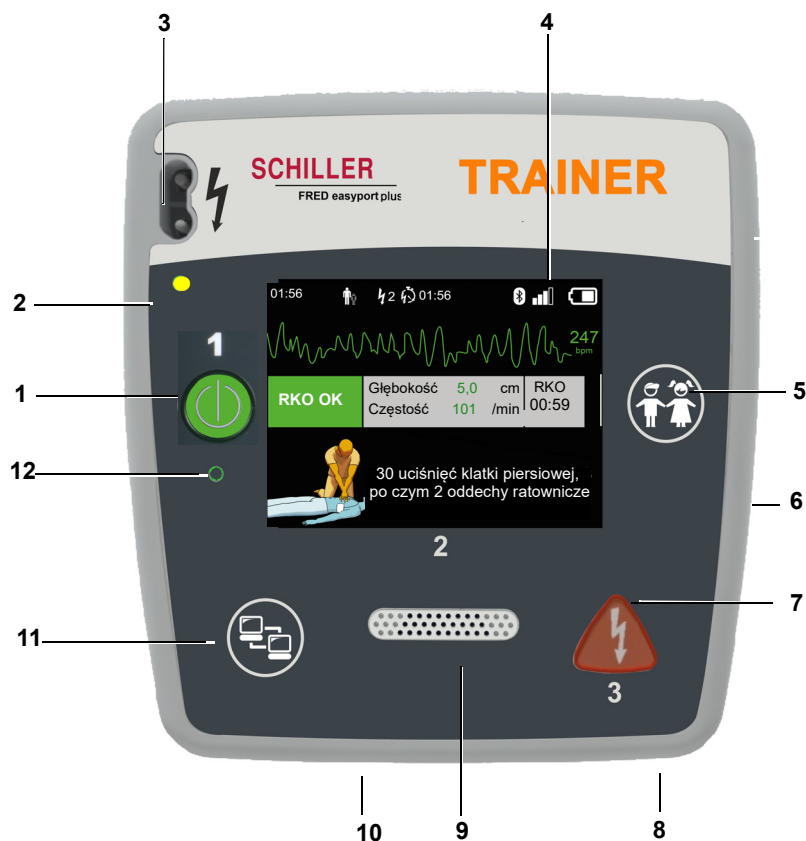 3
4
SCHILLER
TRAINER
FRED easyport plus
01:56 2 01:56
2
1
247
bpm
1
RKO OK
Głębokość 5,0 cm
Częstość 101 /min
RKO
00:59
5
12
30 uciśnięć klatki piersiowej,
po czym 2 oddechy ratownicze
6
2
7
11
3
10
9
8